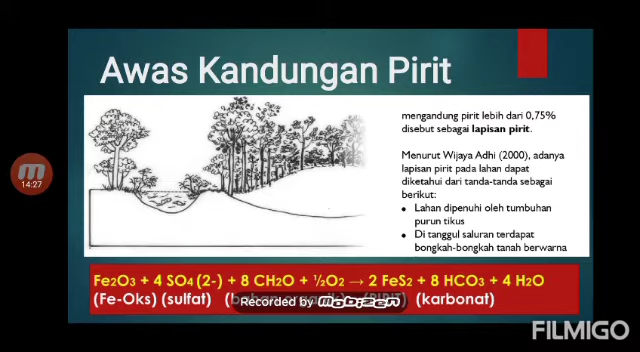 Awas Kandungan Pirit
mengandung pirit lebih dari 0,75%
disebut sebagai lapisan pirit.
Menurut Wijaya Adhi (2000), adanya
lapisan pirit pada lahan dapat
diketahui dari tanda-tanda sebagai
berikut:
• Lahan dipenuhi oleh tumbuhan
purun tikus
• Di tanggul saluran terdapat
bongkah-bongkah tanah berwarna
m
14:27
Fe2O3 + 4 SO4 (2-) + 8 CH2O + ½O2 → 2 FeS2 + 8 HCO3 + 4 H2O
(Fe-Oks) (sulfat) (PIRIT) (karbonat)
Recorded by mobizen
FILMIGO